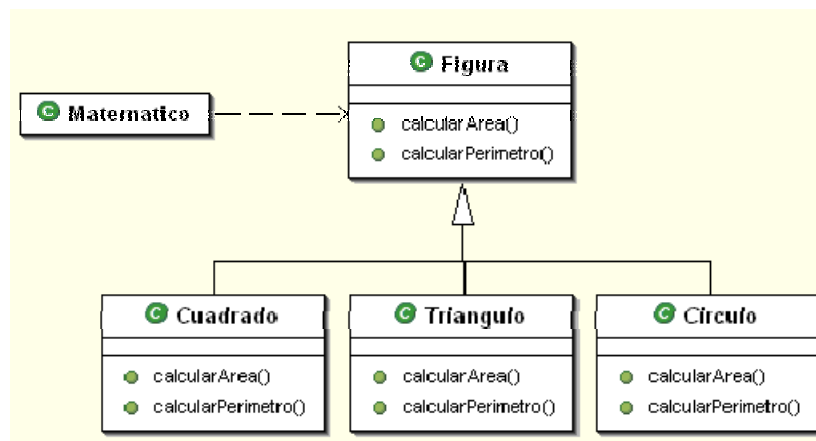 C Figura
C Matematico
calcularArea()
calcularPerimetro()
C Cuadrado
calcularArea()
calcularPerimetro()
C Triangulo
calcularArea()
calcularPerimetro()
C Circulo
calcularArea()
calcularPerimetro()